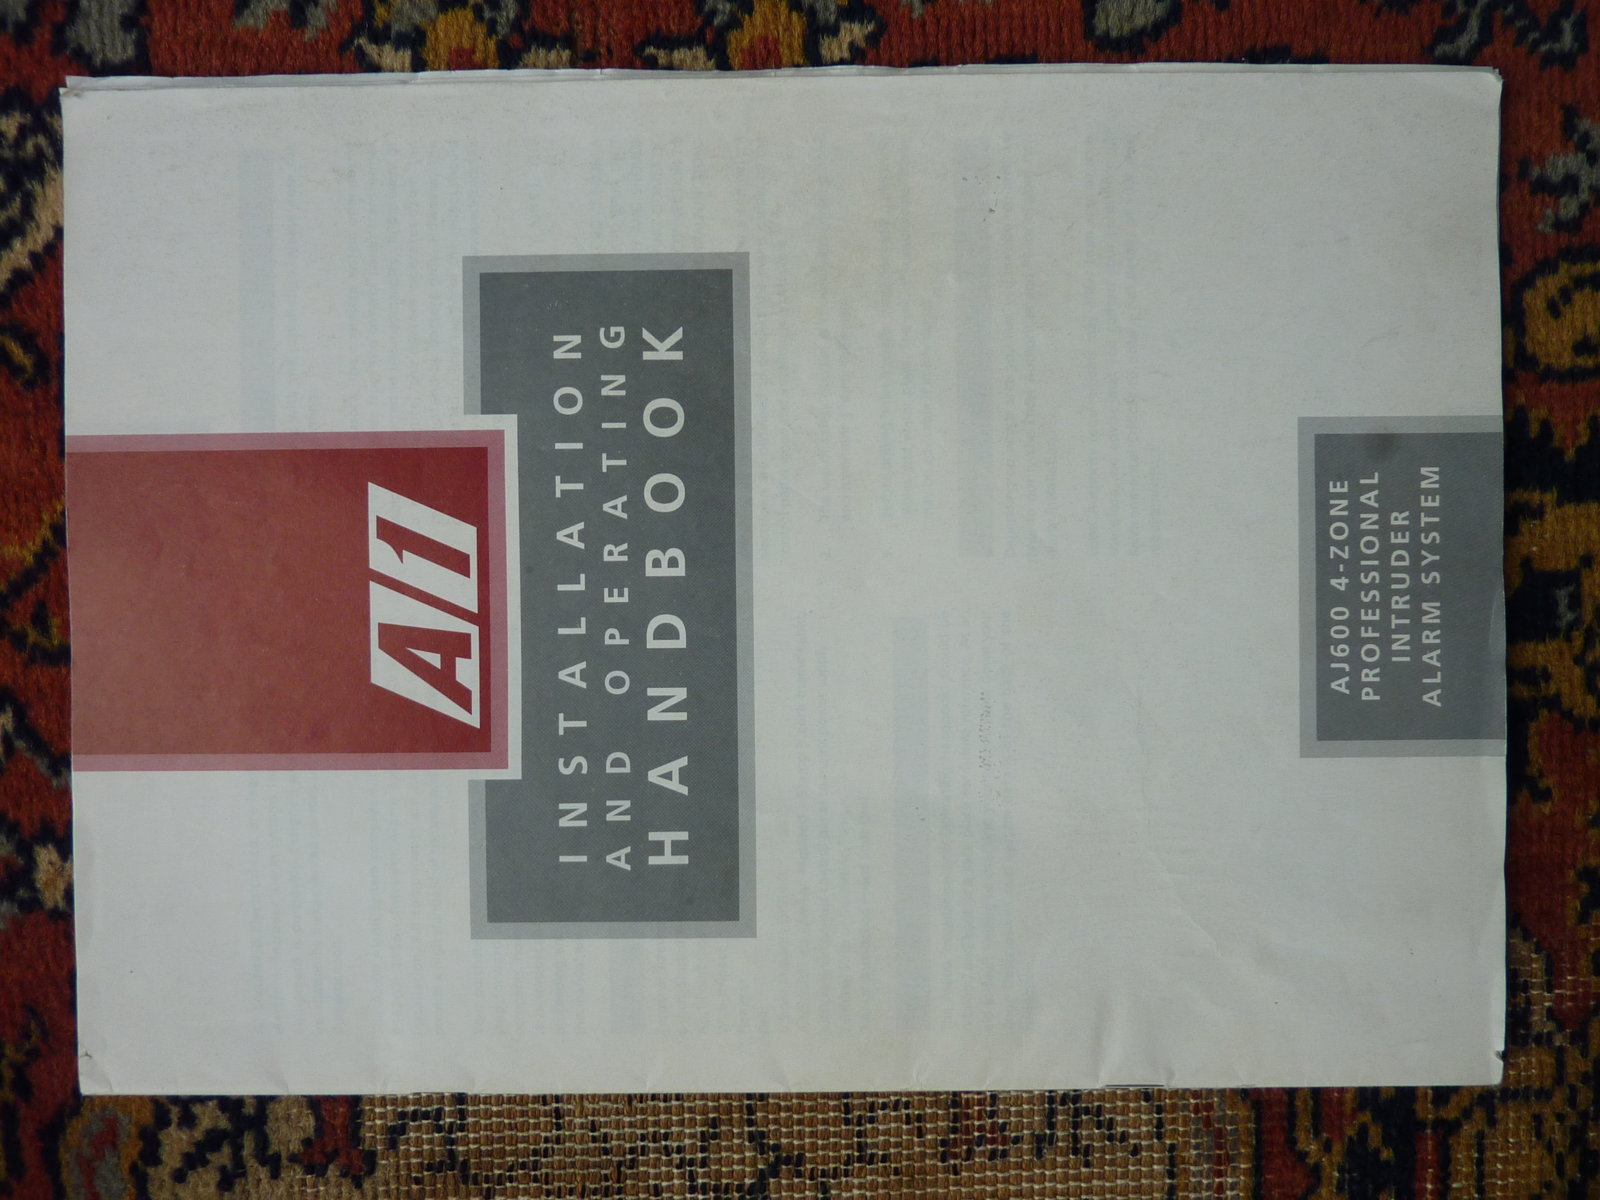 A1
INSTALLATION
AND OPERATING
HANDBOOK
AJ600 4-ZONE
PROFESSIONAL
INTRUDER
ALARM SYSTEM